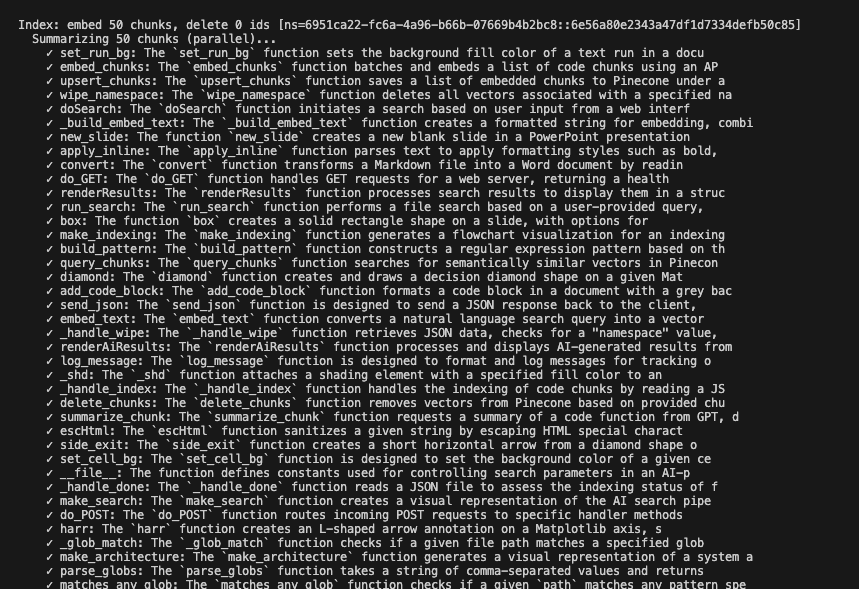 Index: embed 50 chunks, delete 0 ids [ns=6951ca22-fc6a-4a96-b66b-07669b4b2bc8::6e56a80e2343a47df1d7334defb50c85]
Summarizing 50 chunks (parallel)...
✓ set_run_bg: The `set_run_bg` function sets the background fill color of a text run in a docu
✓ embed_chunks: The `embed_chunks` function batches and embeds a list of code chunks using an AP
✓ upsert_chunks: The `upsert_chunks` function saves a list of embedded chunks to Pinecone under a
✓ wipe_namespace: The `wipe_namespace` function deletes all vectors associated with a specified na
✓ doSearch: The `doSearch` function initiates a search based on user input from a web interf
✓ _build_embed_text: The `_build_embed_text` function creates a formatted string for embedding, combi
✓ new_slide: The function `new_slide` creates a new blank slide in a PowerPoint presentation
✓ apply_inline: The `apply_inline` function parses text to apply formatting styles such as bold,
✓ convert: The `convert` function transforms a Markdown file into a Word document by readin
✓ do_GET: The `do_GET` function handles GET requests for a web server, returning a health
✓ renderResults: The `renderResults` function processes search results to display them in a struc
✓ run_search: The `run_search` function performs a file search based on a user-provided query,
✓ box: The function `box` creates a solid rectangle shape on a slide, with options for
✓ make_indexing: The `make_indexing` function generates a flowchart visualization for an indexing
✓ build_pattern: The `build_pattern` function constructs a regular expression pattern based on th
✓ query_chunks: The `query_chunks` function searches for semantically similar vectors in Pinecon
✓ diamond: The `diamond` function creates and draws a decision diamond shape on a given Mat
✓ add_code_block: The `add_code_block` function formats a code block in a document with a grey bac
✓ send_json: The `send_json` function is designed to send a JSON response back to the client,
✓ embed_text: The `embed_text` function converts a natural language search query into a vector
✓ _handle_wipe: The `_handle_wipe` function retrieves JSON data, checks for a "namespace" value,
✓ renderAiResults: The `renderAiResults` function processes and displays AI-generated results from
✓ log_message: The `log_message` function is designed to format and log messages for tracking o
✓ _shd: The `_shd` function attaches a shading element with a specified fill color to an
✓ _handle_index: The `_handle_index` function handles the indexing of code chunks by reading a JS
✓ delete_chunks: The `delete_chunks` function removes vectors from Pinecone based on provided chu
✓ summarize_chunk: The `summarize_chunk` function requests a summary of a code function from GPT, d
✓ escHtml: The `escHtml` function sanitizes a given string by escaping HTML special charact
✓ side_exit: The `side_exit` function creates a short horizontal arrow from a diamond shape o
✓ set_cell_bg: The `set_cell_bg` function is designed to set the background color of a given ce
✓ __file__: The function defines constants used for controlling search parameters in an AI-p
✓ _handle_done: The `_handle_done` function reads a JSON file to assess the indexing status of f
✓ make_search: The `make_search` function creates a visual representation of the AI search pipe
✓ do_POST: The `do_POST` function routes incoming POST requests to specific handler methods
✓ harr: The `harr` function creates an L-shaped arrow annotation on a Matplotlib axis, s
✓ _glob_match: The `_glob_match` function checks if a given file path matches a specified glob
✓ make_architecture: The `make_architecture` function generates a visual representation of a system a
✓ parse_globs: The `parse_globs` function takes a string of comma-separated values and returns
✓ matches_any_glob: The `matches_any_glob` function checks if a given `path` matches any pattern spe